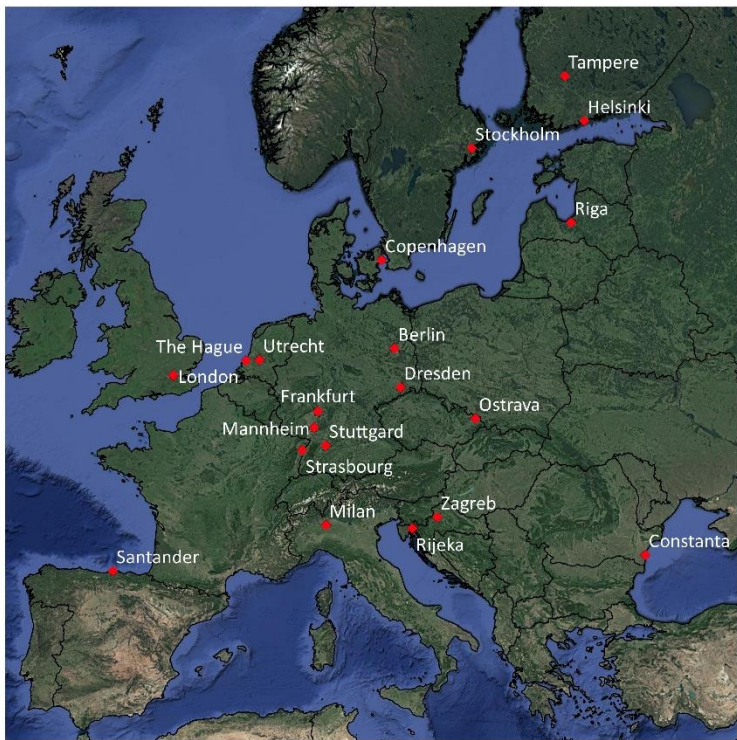 Tampere
Helsinki
Stockholm
Riga
Copenhagen
Berlin
The Hague
Utrecht
London
Dresden
Frankfurt
Ostrava
Mannheim
Stuttgard
Strasbourg
Zagreb
Milan
Rijeka
Constanta
Santander